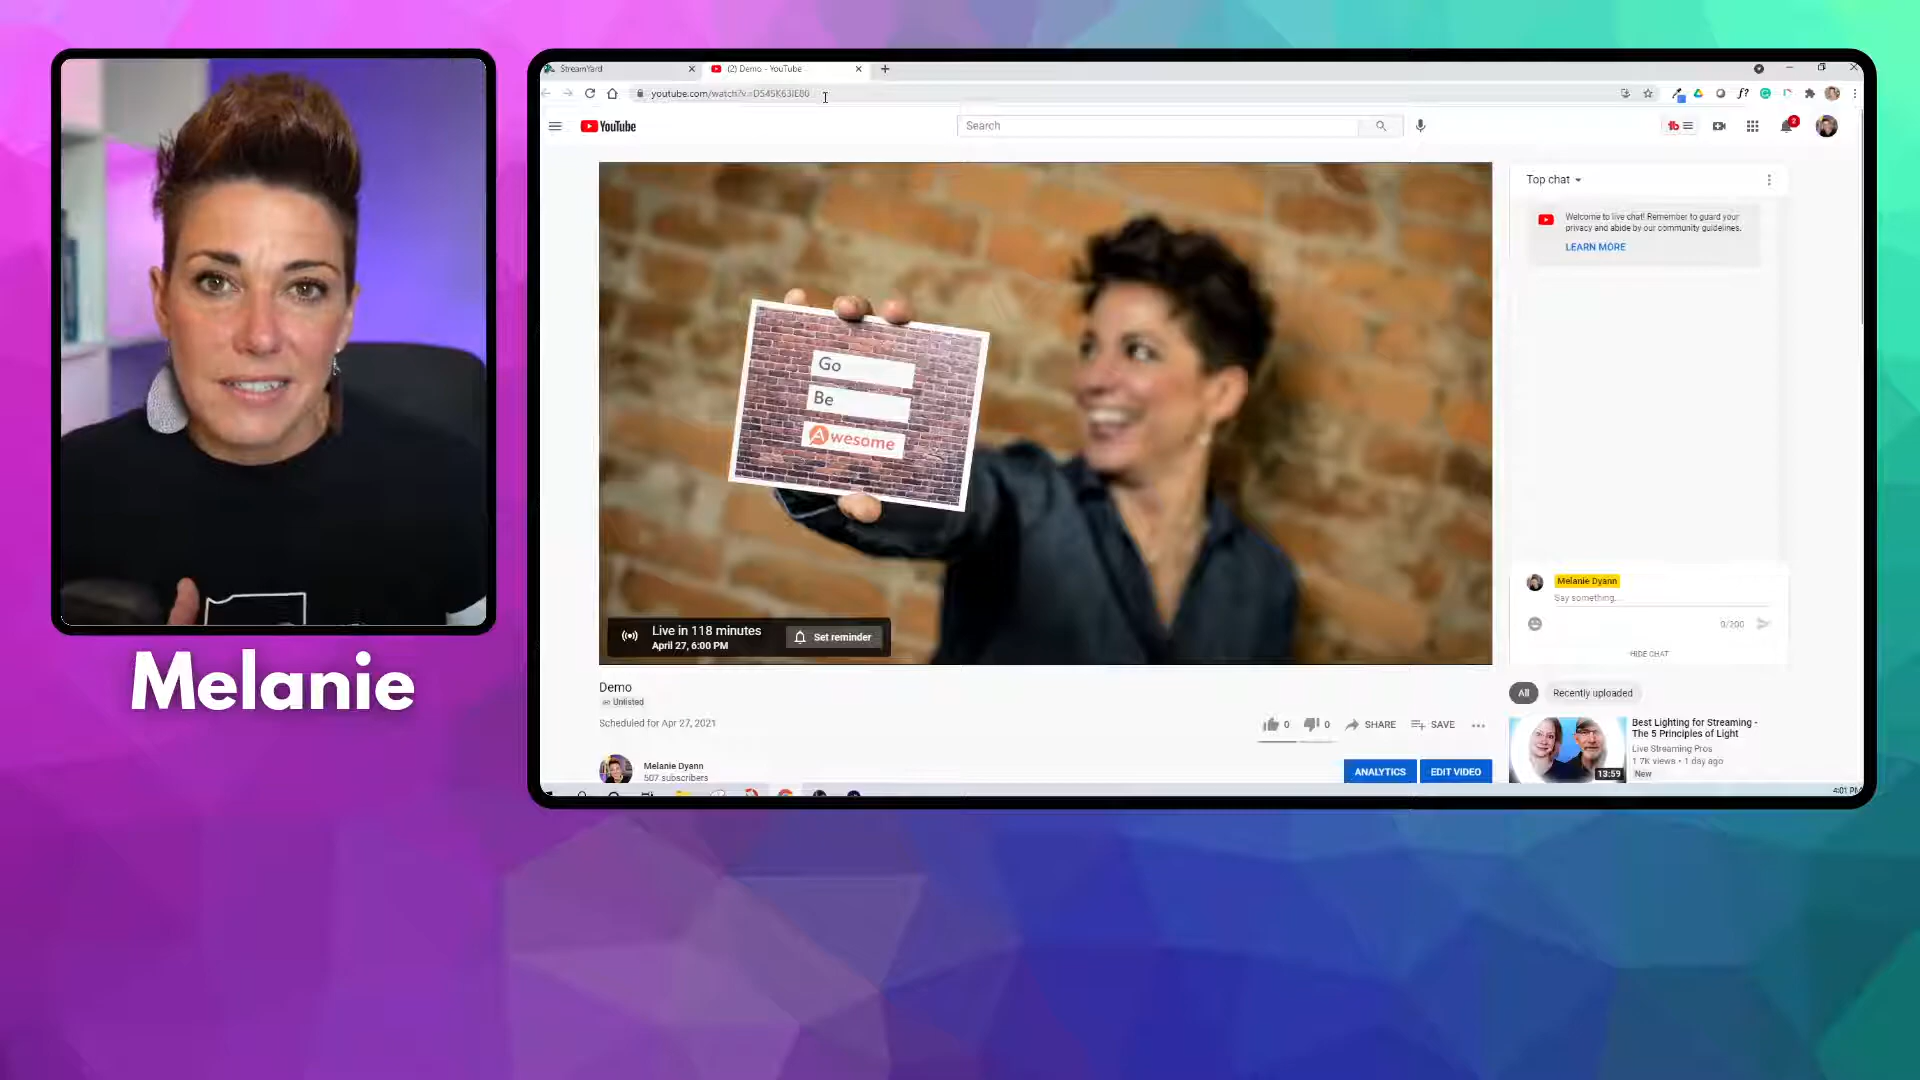 StreamYard
(2) Demo - YouTube
youtube.com/watch?v=DS45K63IE80
YouTube
Search
2
Top chat
Welcome to live chat! Remember to guard your
privacy and abide by our community guidelines.
LEARN MORE
Go
Be
Awesome
Live in 118 minutes
April 27, 6:00 PM
Set reminder
Melanie Dyann
Say something...
0/200
HIDE CHAT
Demo
Unlisted
Scheduled for Apr 27, 2021
0
0
SHARE
SAVE
All
Recently uploaded
Best Lighting for Streaming -
The 5 Principles of Light
Live Streaming Pros
1.7K views • 1 day ago
New
13:59
Melanie Dyann
507 subscribers
ANALYTICS
EDIT VIDEO
4:01 PM
Melanie